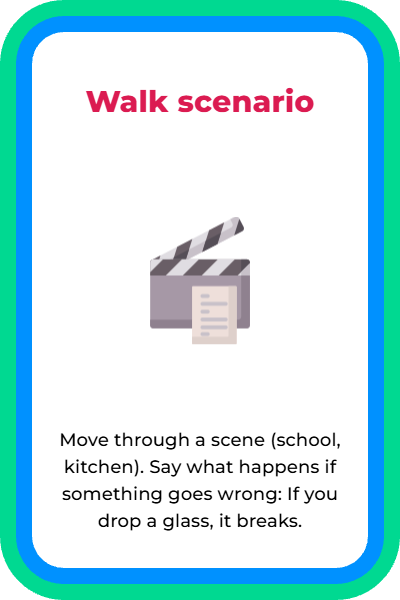 Walk scenario
Move through a scene (school,
kitchen). Say what happens if
something goes wrong: If you
drop a glass, it breaks.